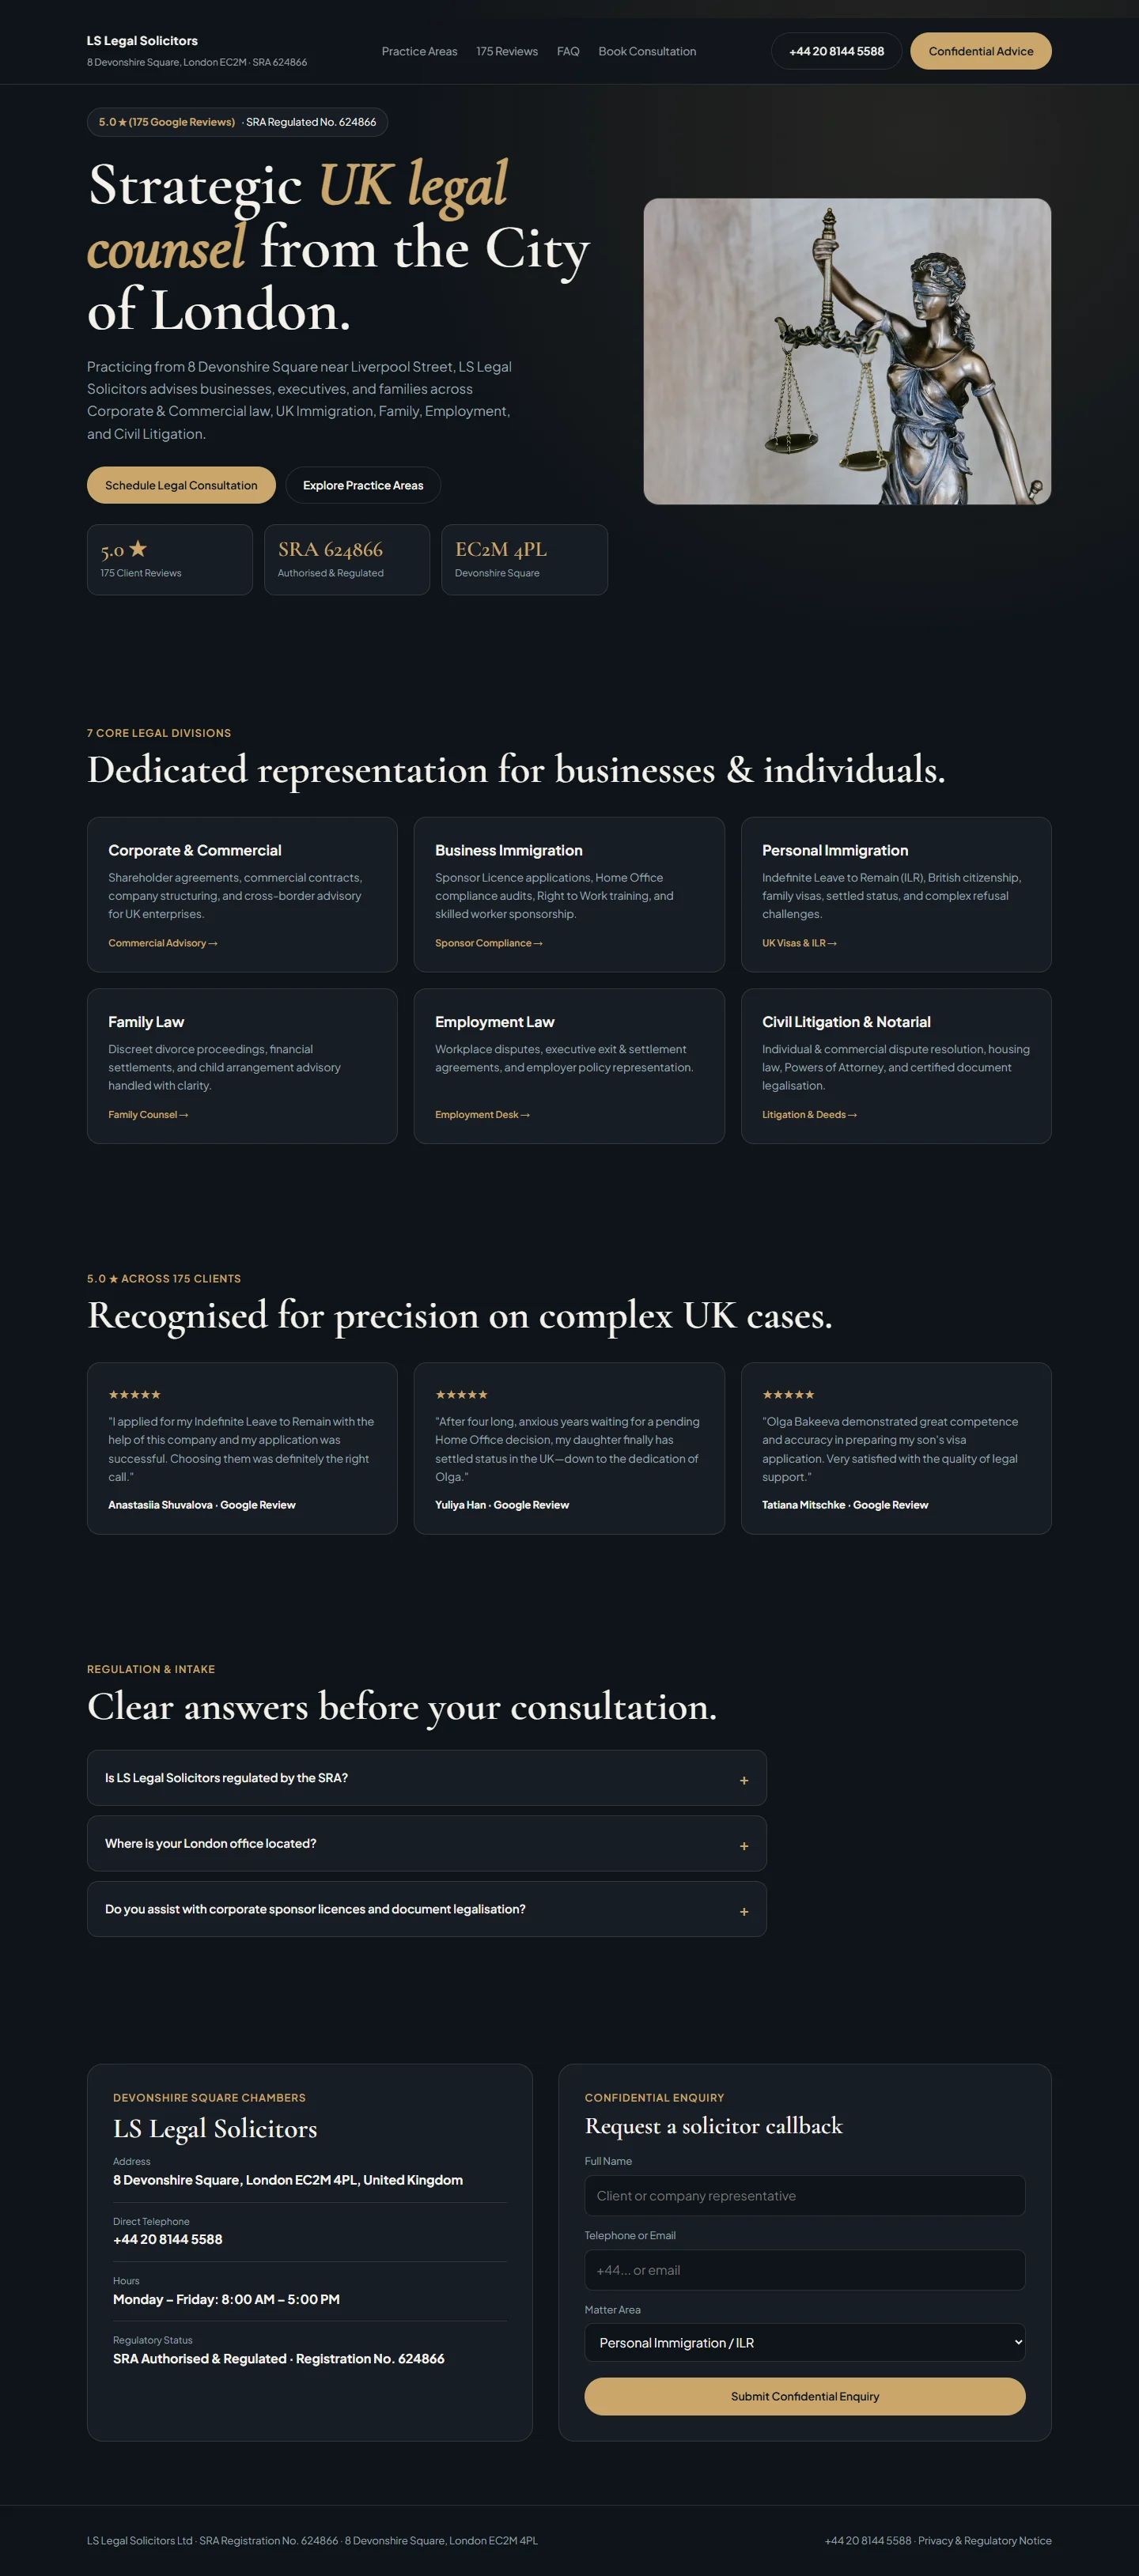 LS Legal Solicitors
8 Devonshire Square, London EC2M · SRA 624866
Practice Areas
175 Reviews
FAQ
Book Consultation
+44 20 8144 5588
Confidential Advice
5.0 ★ (175 Google Reviews) · SRA Regulated No. 624866
Strategic UK legal
counsel from the City
of London.
Practicing from 8 Devonshire Square near Liverpool Street, LS Legal
Solicitors advises businesses, executives, and families across
Corporate & Commercial law, UK Immigration, Family, Employment,
and Civil Litigation.
Schedule Legal Consultation
Explore Practice Areas
5.0 ★
175 Client Reviews
SRA 624866
Authorised & Regulated
EC2M 4PL
Devonshire Square
7 CORE LEGAL DIVISIONS
Dedicated representation for businesses & individuals.
Corporate & Commercial
Shareholder agreements, commercial contracts,
company structuring, and cross-border advisory
for UK enterprises.
Commercial Advisory →
Business Immigration
Sponsor Licence applications, Home Office
compliance audits, Right to Work training, and
skilled worker sponsorship.
Sponsor Compliance →
Personal Immigration
Indefinite Leave to Remain (ILR), British citizenship,
family visas, settled status, and complex refusal
challenges.
UK Visas & ILR →
Family Law
Discreet divorce proceedings, financial
settlements, and child arrangement advisory
handled with clarity.
Family Counsel →
Employment Law
Workplace disputes, executive exit & settlement
agreements, and employer policy representation.
Employment Desk →
Civil Litigation & Notarial
Individual & commercial dispute resolution, housing
law, Powers of Attorney, and certified document
legalisation.
Litigation & Deeds →
5.0 ★ ACROSS 175 CLIENTS
Recognised for precision on complex UK cases.
★★★★★
"I applied for my Indefinite Leave to Remain with the
help of this company and my application was
successful. Choosing them was definitely the right
call."
Anastasiia Shuvalova · Google Review
★★★★★
"After four long, anxious years waiting for a pending
Home Office decision, my daughter finally has
settled status in the UK—down to the dedication of
Olga."
Yuliya Han · Google Review
★★★★★
"Olga Bakeeva demonstrated great competence
and accuracy in preparing my son's visa
application. Very satisfied with the quality of legal
support."
Tatiana Mitschke · Google Review
REGULATION & INTAKE
Clear answers before your consultation.
Is LS Legal Solicitors regulated by the SRA?
+
Where is your London office located?
+
Do you assist with corporate sponsor licences and document legalisation?
+
DEVONSHIRE SQUARE CHAMBERS
LS Legal Solicitors
Address
8 Devonshire Square, London EC2M 4PL, United Kingdom
Direct Telephone
+44 20 8144 5588
Hours
Monday – Friday: 8:00 AM – 5:00 PM
Regulatory Status
SRA Authorised & Regulated · Registration No. 624866
CONFIDENTIAL ENQUIRY
Request a solicitor callback
Full Name
Client or company representative
Telephone or Email
+44... or email
Matter Area
Personal Immigration / ILR
Submit Confidential Enquiry
LS Legal Solicitors Ltd · SRA Registration No. 624866 · 8 Devonshire Square, London EC2M 4PL
+44 20 8144 5588 · Privacy & Regulatory Notice